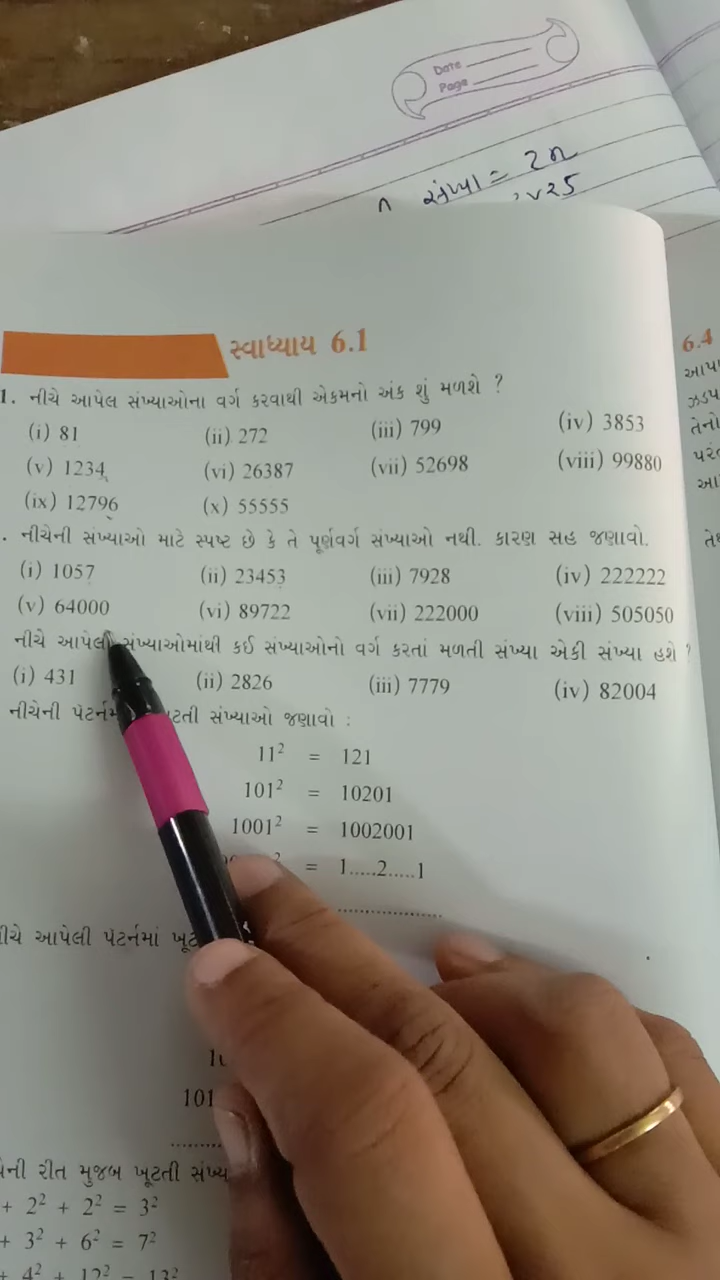 Date
Page
સંખ્યા = 2n
સ્વાધ્યાય 6.1
1. નીચે આપેલ સંખ્યાઓના વર્ગ કરવાથી એકમનો અંક શું મળશે ?
(i) 81 (ii) 272 (iii) 799 (iv) 3853
(v) 1234 (vi) 26387 (vii) 52698 (viii) 99880
(ix) 12796 (x) 55555
. નીચેની સંખ્યાઓ માટે સ્પષ્ટ છે કે તે પૂર્ણવર્ગ સંખ્યાઓ નથી. કારણ સહ જણાવો.
(i) 1057 (ii) 23453 (iii) 7928 (iv) 222222
(v) 64000 (vi) 89722 (vii) 222000 (viii) 505050
નીચે આપેલી સંખ્યાઓમાંથી કઈ સંખ્યાઓનો વર્ગ કરતાં મળતી સંખ્યા એકી સંખ્યા હશે ?
(i) 431 (ii) 2826 (iii) 7779 (iv) 82004
નીચેની સંખ્યાઓ જણાવો :
11² = 121
101² = 10201
1001² = 1002001
² = 1.....2.....1
..................
આપેલી પેટર્નમાં
101
રીત મુજબ ખૂટતી
+ 2² + 2² = 3²
+ 3² + 6² = 7²
+ 4² + 12² = 13²
6.4